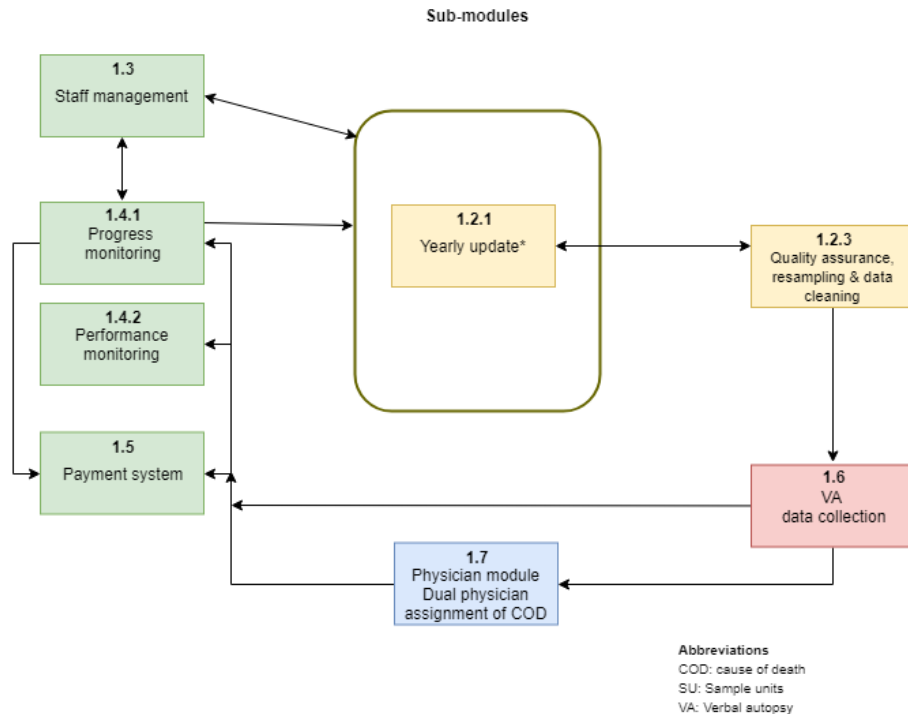 Sub-modules
1.3
Staff management
1.4.1
Progress
monitoring
1.2.1
Yearly update*
1.2.3
Quality assurance,
resampling & data
cleaning
1.4.2
Performance
monitoring
1.5
Payment system
1.6
VA
data collection
1.7
Physician module
Dual physician
assignment of COD
Abbreviations
COD: cause of death
SU: Sample units
VA: Verbal autopsy